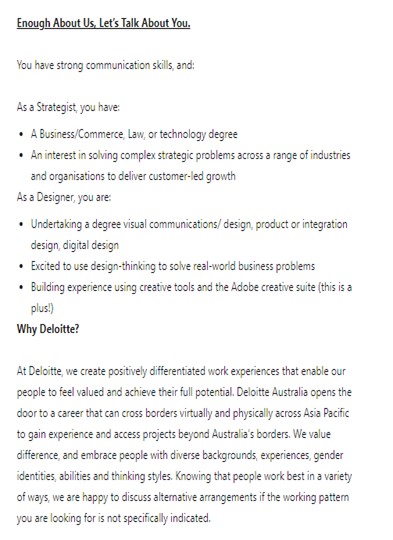 Enough About Us, Let's Talk About You.
You have strong communication skills, and:
As a Strategist, you have:
• A Business/Commerce, Law, or technology degree
• An interest in solving complex strategic problems across a range of industries
and organisations to deliver customer-led growth
As a Designer, you are:
• Undertaking a degree visual communications/ design, product or integration
design, digital design
• Excited to use design-thinking to solve real-world business problems
• Building experience using creative tools and the Adobe creative suite (this is a
plus!)
Why Deloitte?
At Deloitte, we create positively differentiated work experiences that enable our
people to feel valued and achieve their full potential. Deloitte Australia opens the
door to a career that can cross borders virtually and physically across Asia Pacific
to gain experience and access projects beyond Australia's borders. We value
difference, and embrace people with diverse backgrounds, experiences, gender
identities, abilities and thinking styles. Knowing that people work best in a variety
of ways, we are happy to discuss alternative arrangements if the working pattern
you are looking for is not specifically indicated.